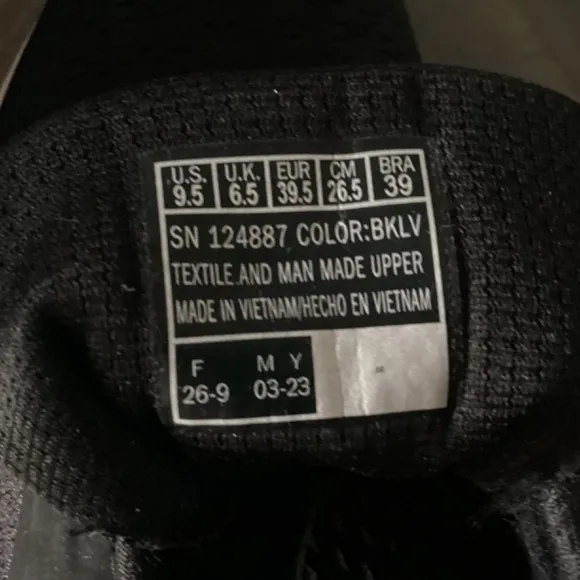 U.S. U.K. EUR CM BRA
9.5 6.5 39.5 26.5 39
SN 124887 COLOR:BKLV
TEXTILE AND MAN MADE UPPER
MADE IN VIETNAM/HECHO EN VIETNAM
F M Y
26-9 03-23